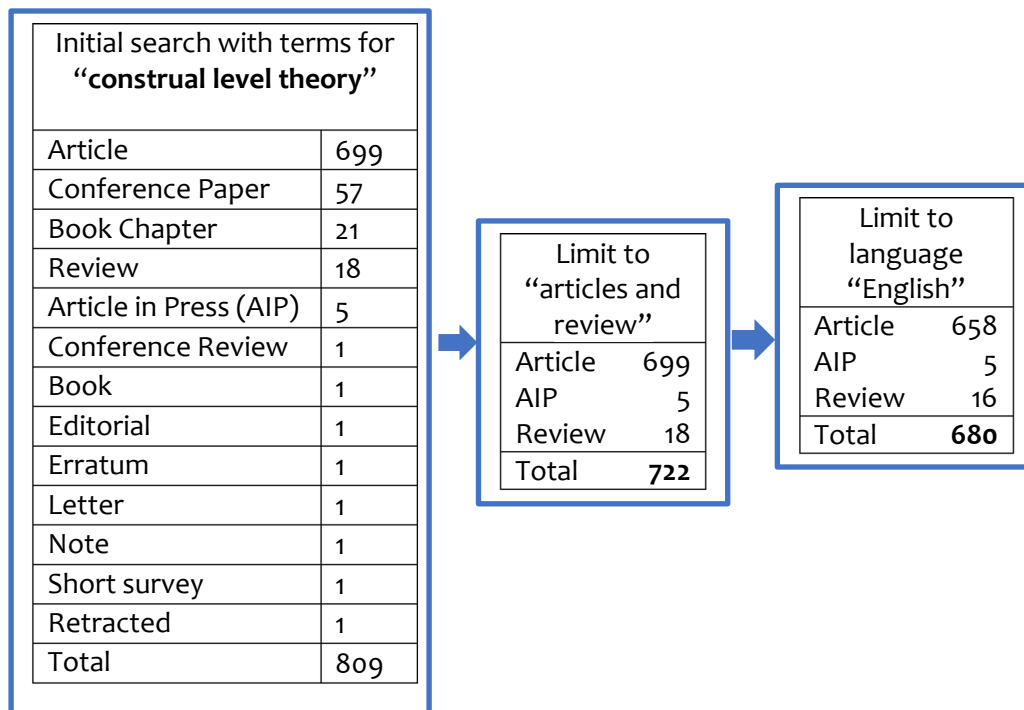 Initial search with terms for
“construal level theory”
Article 699
Conference Paper 57
Book Chapter 21
Review 18
Article in Press (AIP) 5
Conference Review 1
Book 1
Editorial 1
Erratum 1
Letter 1
Note 1
Short survey 1
Retracted 1
Total 809
Limit to
“articles and
review”
Article 699
AIP 5
Review 18
Total 722
Limit to
language
“English”
Article 658
AIP 5
Review 16
Total 680